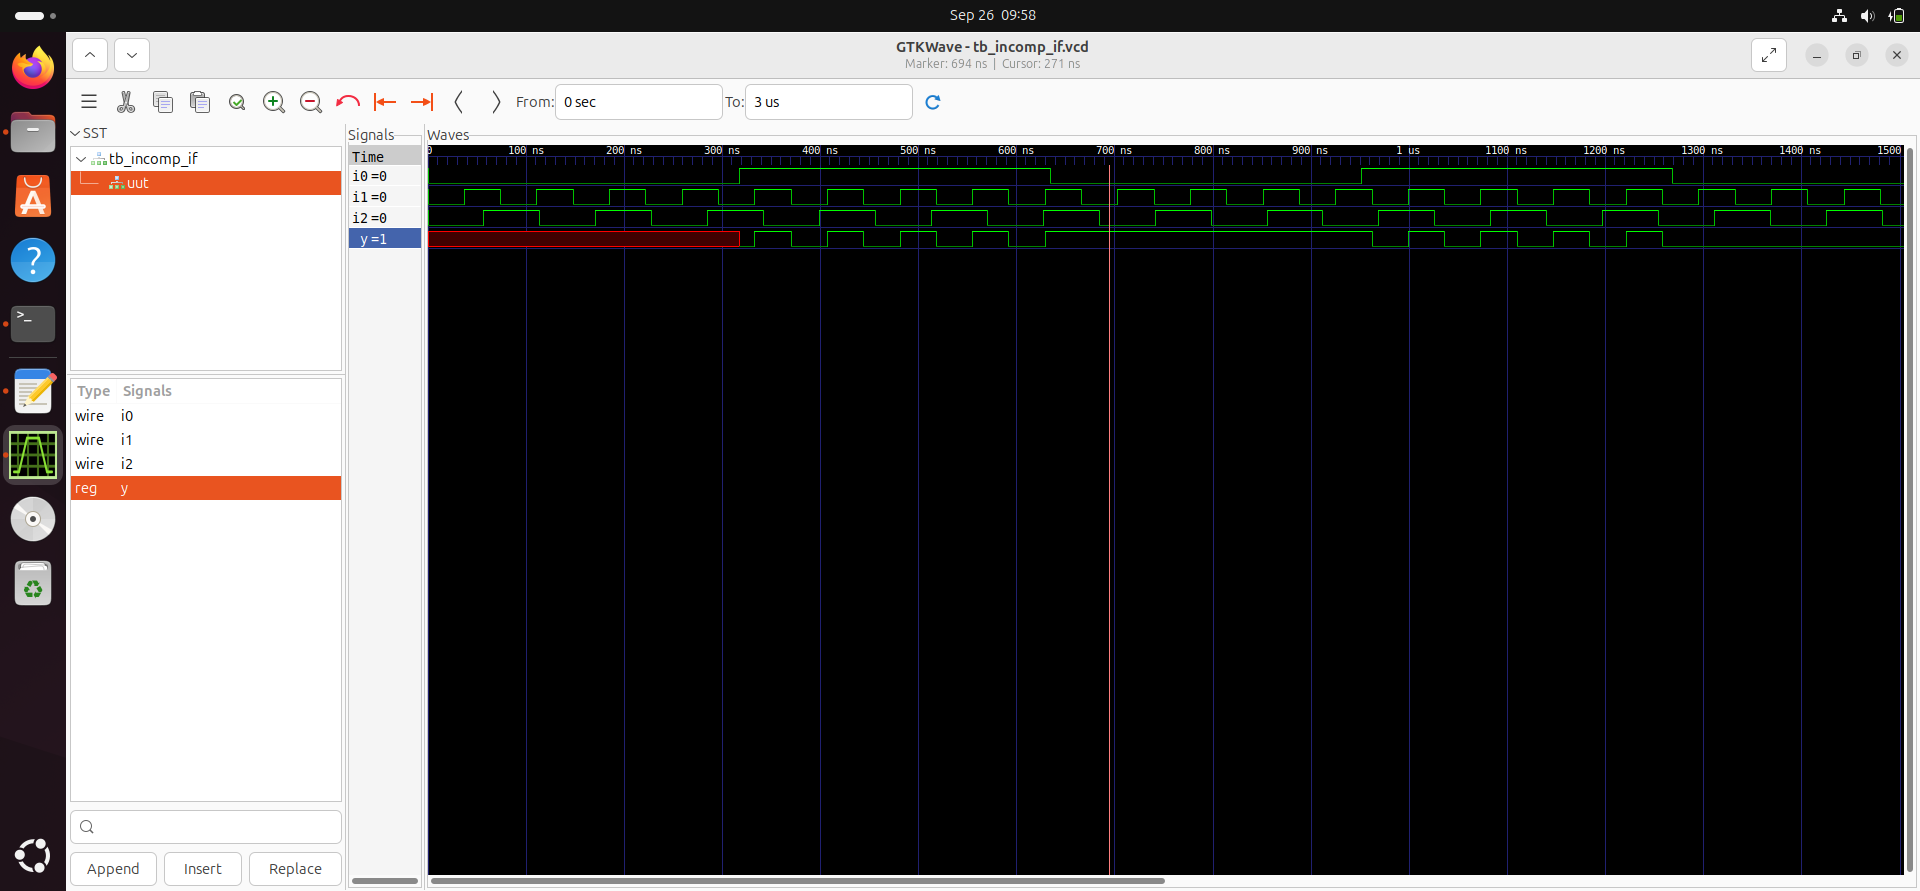 Sep 26 09:58
GTKWave - tb_incomp_if.vcd
Marker: 694 ns | Cursor: 271 ns
From: 0 sec To: 3 us
SST
tb_incomp_if
uut
Type Signals
wire i0
wire i1
wire i2
reg y
Append Insert Replace
Signals
Time
i0 =0
i1 =0
i2 =0
y =1
Waves
0 100 ns 200 ns 300 ns 400 ns 500 ns 600 ns 700 ns 800 ns 900 ns 1 us 1100 ns 1200 ns 1300 ns 1400 ns 1500